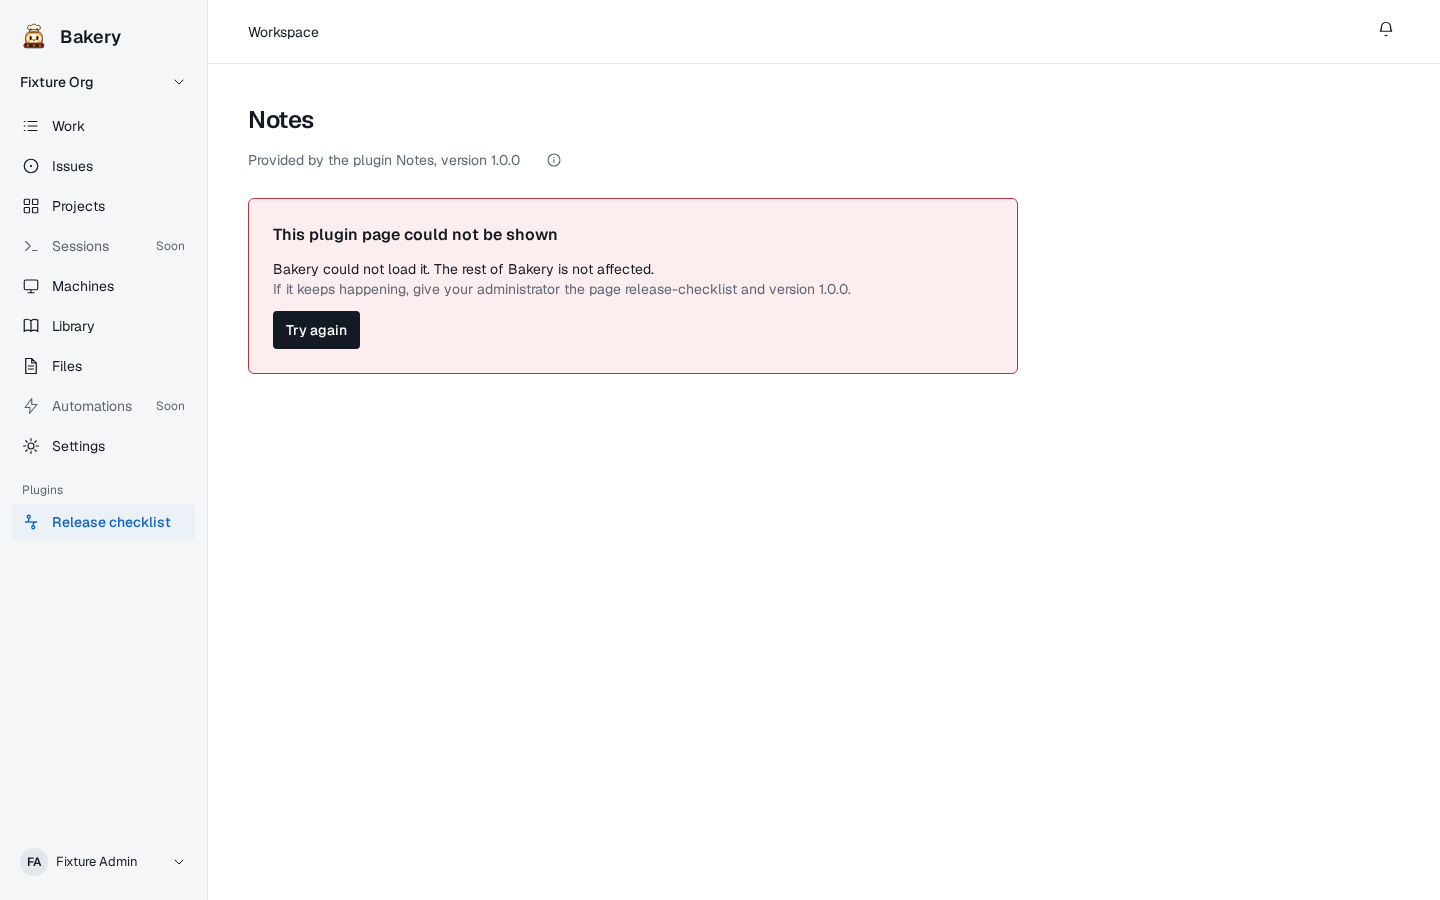 Bakery
Workspace
Fixture Org
Work
Issues
Projects
Sessions Soon
Machines
Library
Files
Automations Soon
Settings
Plugins
Release checklist
FA Fixture Admin
Notes
Provided by the plugin Notes, version 1.0.0
This plugin page could not be shown
Bakery could not load it. The rest of Bakery is not affected.
If it keeps happening, give your administrator the page release-checklist and version 1.0.0.
Try again